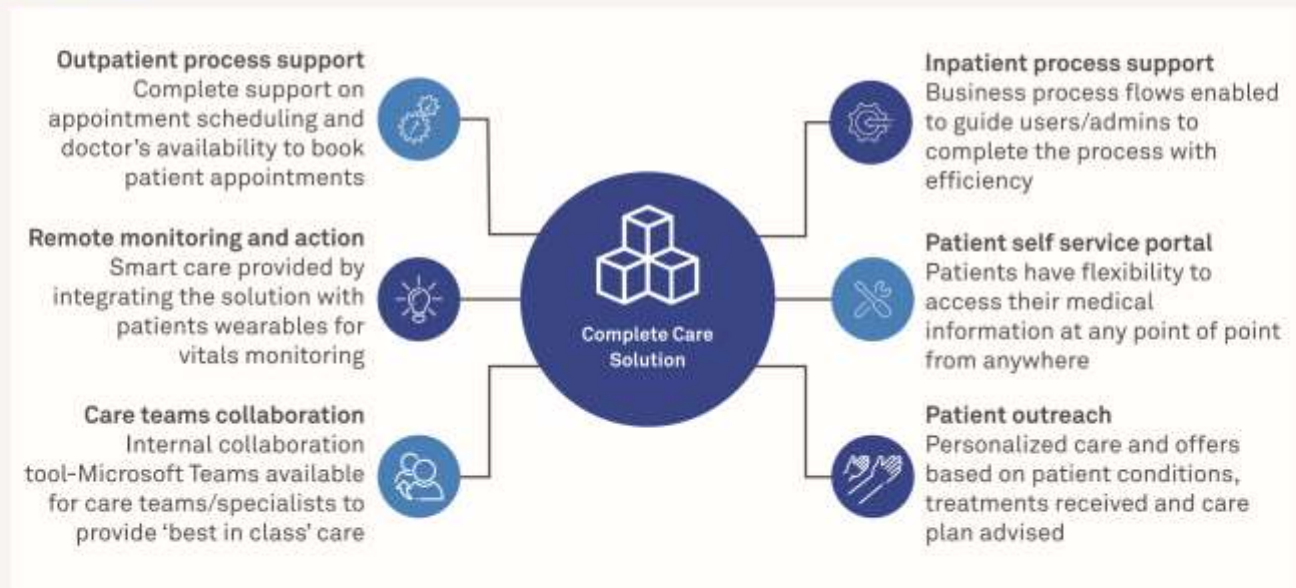 Outpatient process support
Complete support on
appointment scheduling and
doctor's availability to book
patient appointments
Remote monitoring and action
Smart care provided by
integrating the solution with
patients wearables for
vitals monitoring
Care teams collaboration
Internal collaboration
tool-Microsoft Teams available
for care teams/specialists to
provide ‘best in class’ care
Complete Care
Solution
Inpatient process support
Business process flows enabled
to guide users/admins to
complete the process with
efficiency
Patient self service portal
Patients have flexibility to
access their medical
information at any point of point
from anywhere
Patient outreach
Personalized care and offers
based on patient conditions,
treatments received and care
plan advised